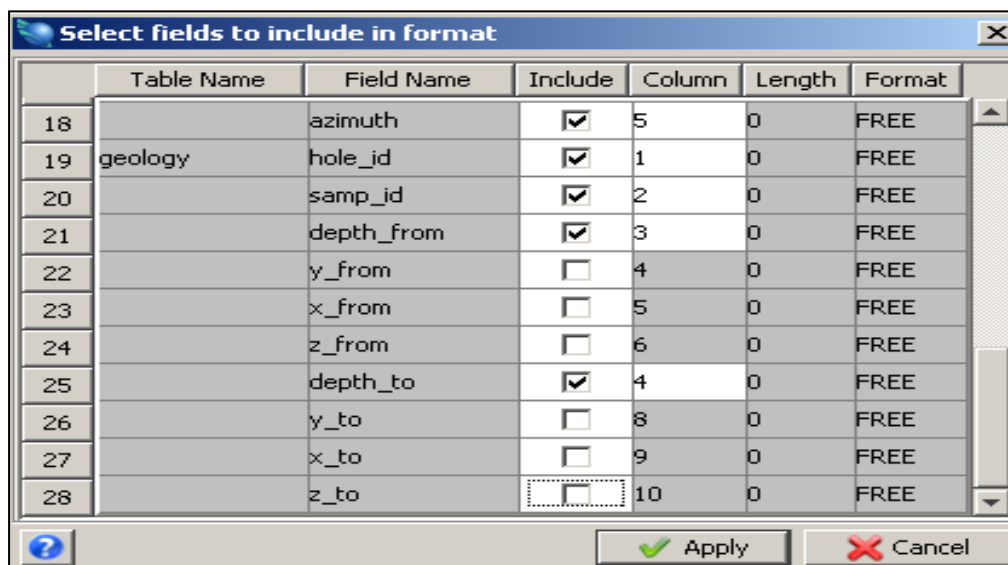 Select fields to include in format
Table Name Field Name Include Column Length Format
18 azimuth 5 0 FREE
19 geology hole_id 1 0 FREE
20 samp_id 2 0 FREE
21 depth_from 3 0 FREE
22 y_from 4 0 FREE
23 x_from 5 0 FREE
24 z_from 6 0 FREE
25 depth_to 4 0 FREE
26 y_to 8 0 FREE
27 x_to 9 0 FREE
28 z_to 10 0 FREE
Apply Cancel